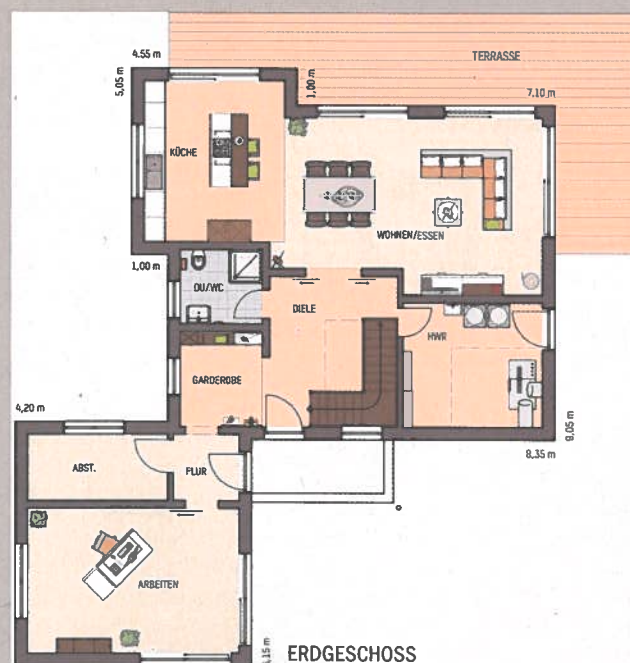 TERRASSE
4.55 m
5,05 m
1,00 m
7,10 m
KÜCHE
WOHNEN/ESSEN
1,00 m
DU/WC
DIELE
HWR
GARDEROBE
4,20 m
9,05 m
8,35 m
ABST.
FLUR
ARBEITEN
ERDGESCHOSS